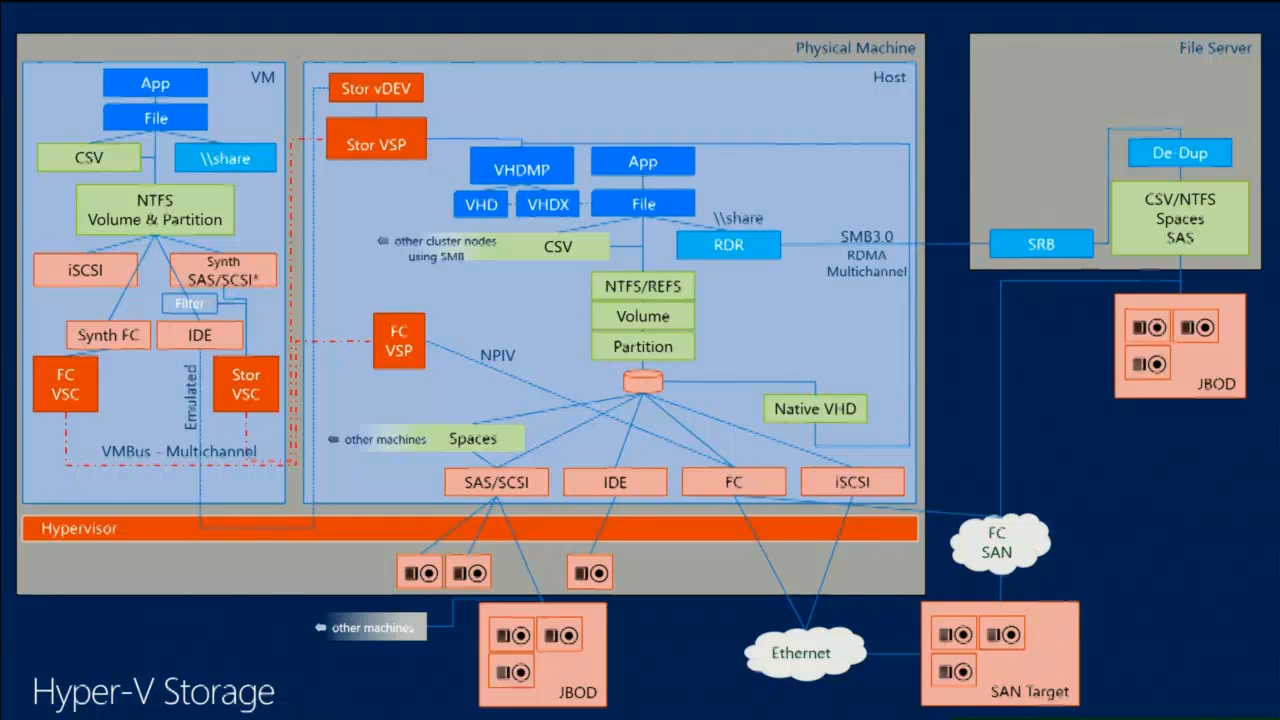 Physical Machine
File Server
VM
App
File
CSV
\\share
NTFS
Volume & Partition
iSCSI
Synth
SAS/SCSI*
Filter
Synth FC
IDE
FC
VSC
Emulated
Stor
VSC
VMBus - Multichannel
Host
Stor vDEV
Stor VSP
VHDMP
App
VHD
VHDX
File
\\share
other cluster nodes
using SMB
CSV
RDR
SMB3.0
RDMA
Multichannel
NTFS/REFS
Volume
Partition
FC
VSP
NPIV
Native VHD
other machines
Spaces
SAS/SCSI
IDE
FC
iSCSI
Hypervisor
De-Dup
CSV/NTFS
Spaces
SAS
SRB
JBOD
FC
SAN
other machines
JBOD
Ethernet
SAN Target
Hyper-V Storage